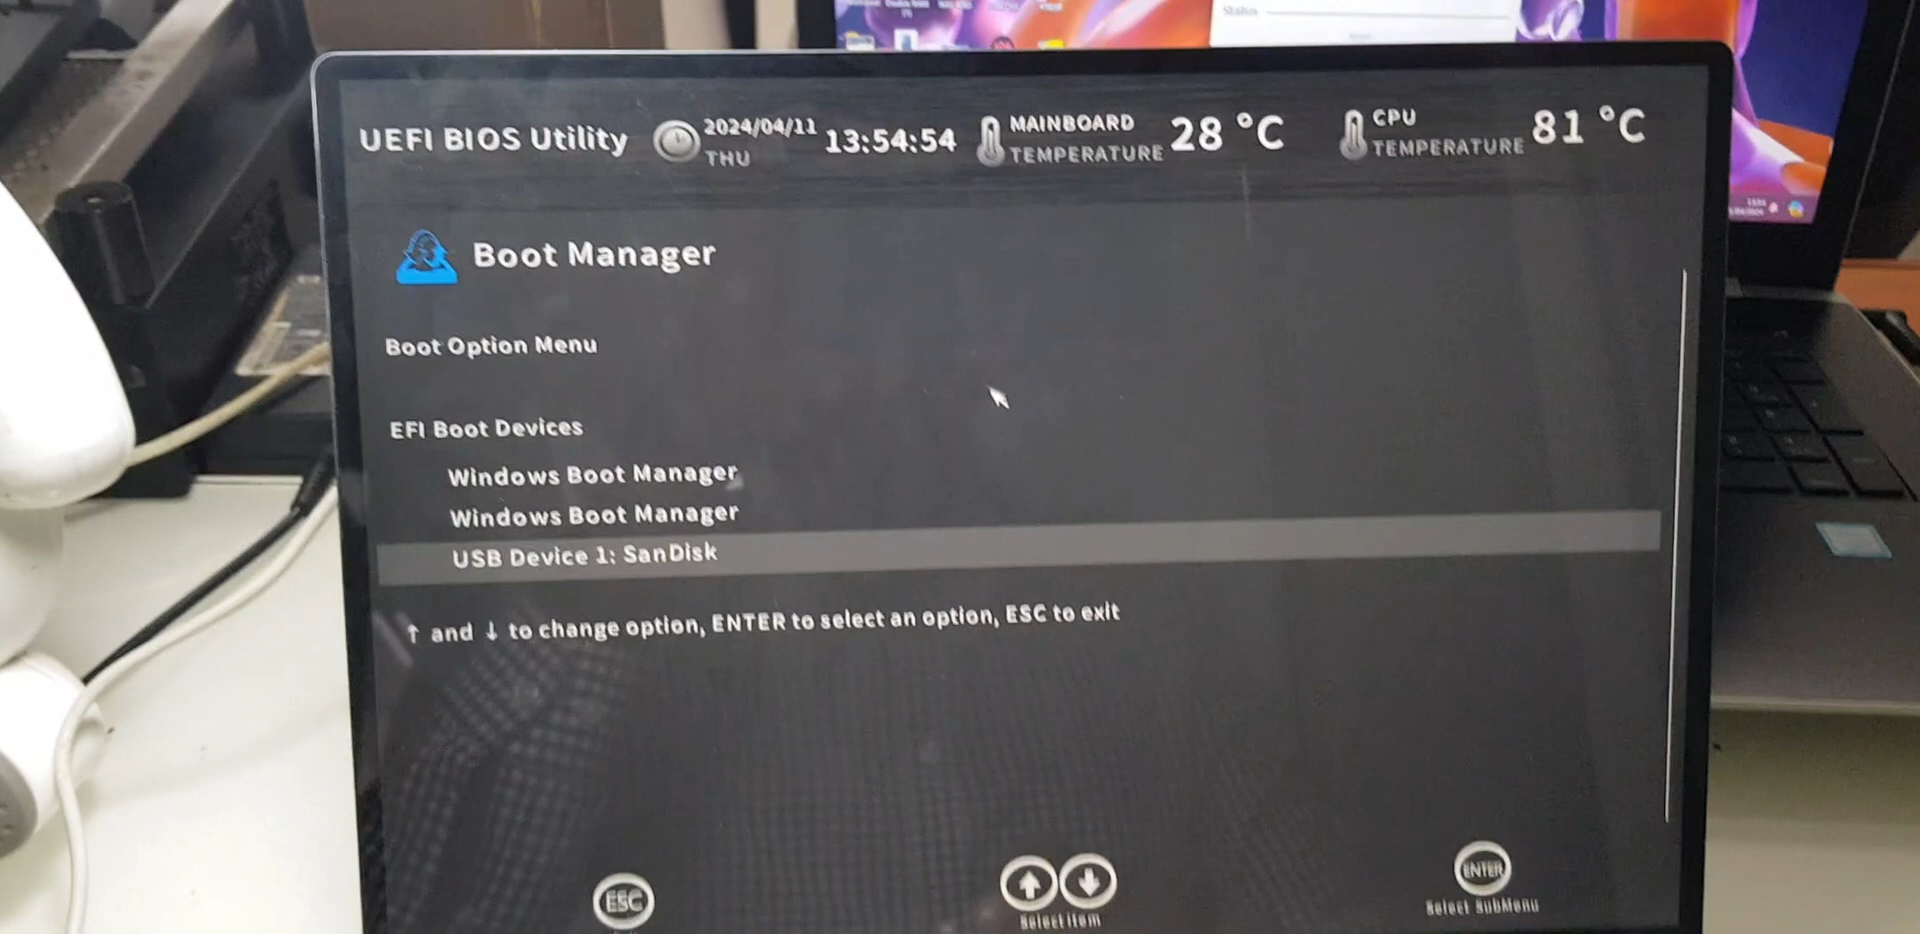 Status
UEFI BIOS Utility
2024/04/11
THU
13:54:54
MAINBOARD
TEMPERATURE
28 °C
CPU
TEMPERATURE
81 °C
Boot Manager
Boot Option Menu
EFI Boot Devices
Windows Boot Manager
Windows Boot Manager
USB Device 1: SanDisk
↑ and ↓ to change option, ENTER to select an option, ESC to exit
ESC
Select Item
ENTER
Select SubMenu